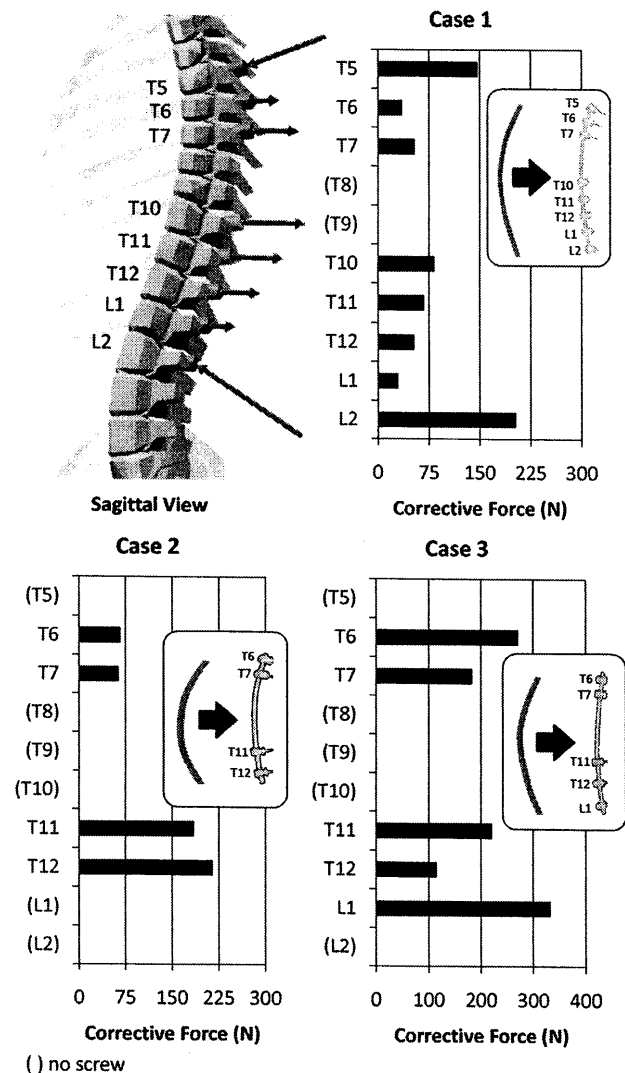 Case 1
T5
T6
T7
T10
T11
T12
L1
L2
Sagittal View
T5
T6
T7
(T8)
(T9)
T10
T11
T12
L1
L2
0 75 150 225 300
Corrective Force (N)
T5
T6
T7
T10
T11
T12
L1
L2
Case 2
(T5)
T6
T7
(T8)
(T9)
(T10)
T11
T12
(L1)
(L2)
0 75 150 225 300
Corrective Force (N)
T6
T7
T11
T12
Case 3
(T5)
T6
T7
(T8)
(T9)
(T10)
T11
T12
L1
(L2)
0 100 200 300 400
Corrective Force (N)
T6
T7
T11
T12
L1
( ) no screw